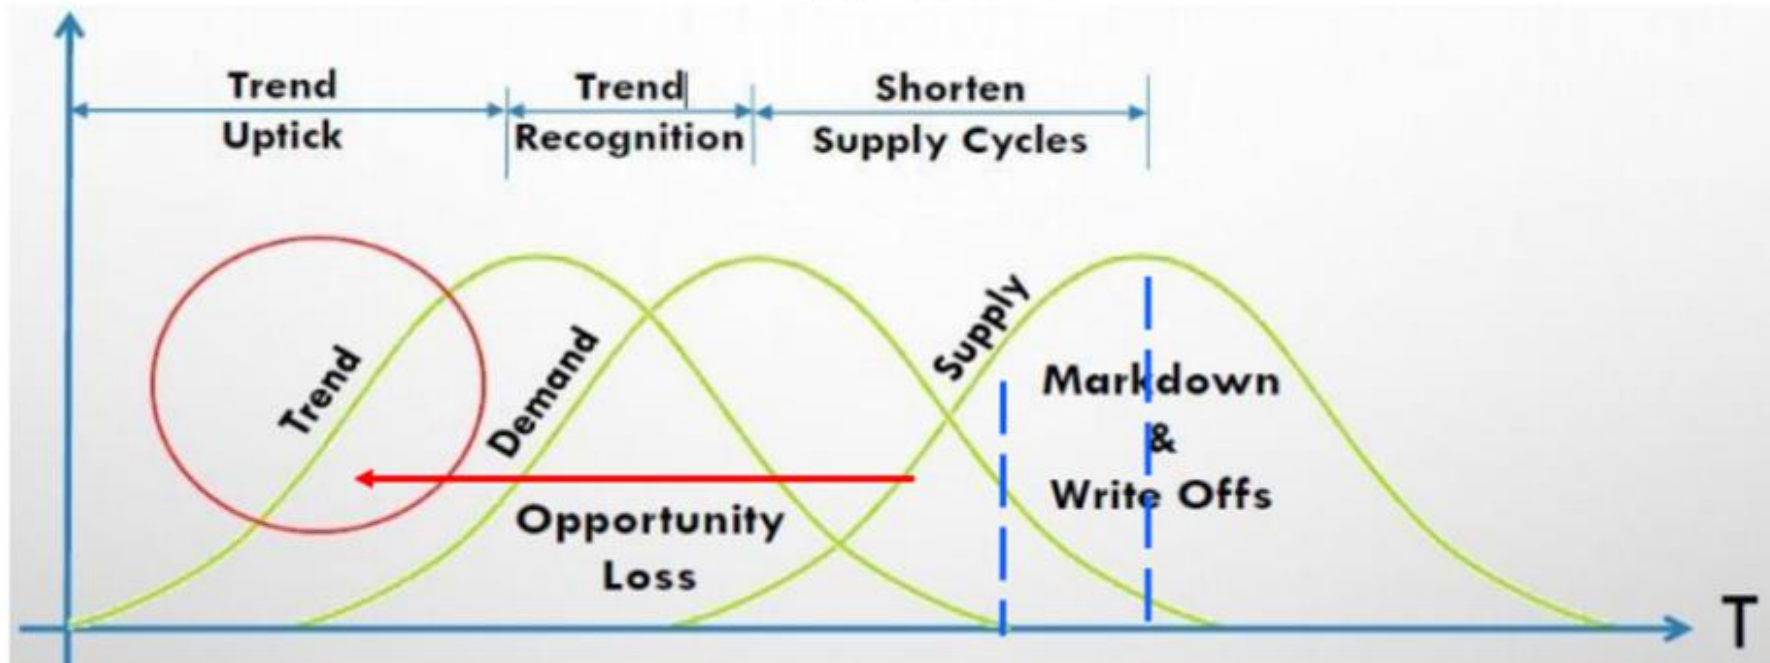 Trend
Uptick
Trend
Recognition
Shorten
Supply Cycles
Trend
Demand
Supply
Opportunity
Loss
Markdown
&
Write Offs
T